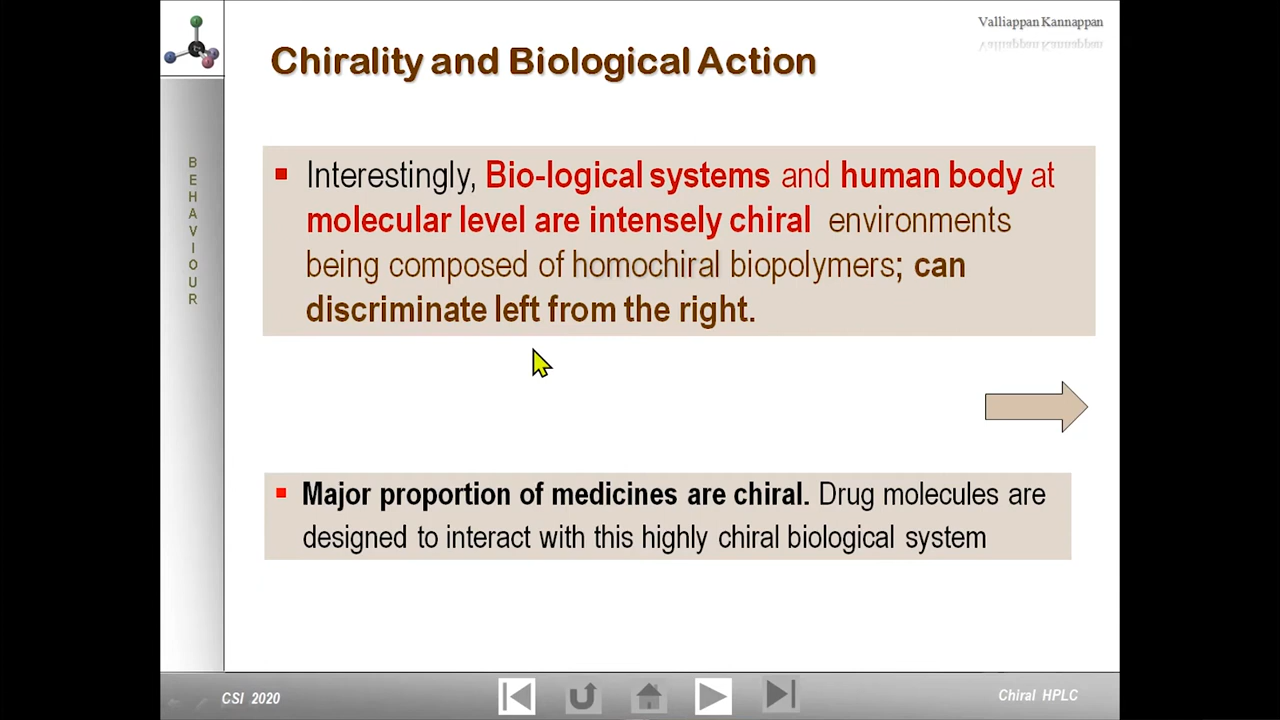 Valliappan Kannappan
Chirality and Biological Action
BEHAVIOUR
Interestingly, Bio-logical systems and human body at
molecular level are intensely chiral environments
being composed of homochiral biopolymers; can
discriminate left from the right.
Major proportion of medicines are chiral. Drug molecules are
designed to interact with this highly chiral biological system
CSI 2020
Chiral HPLC